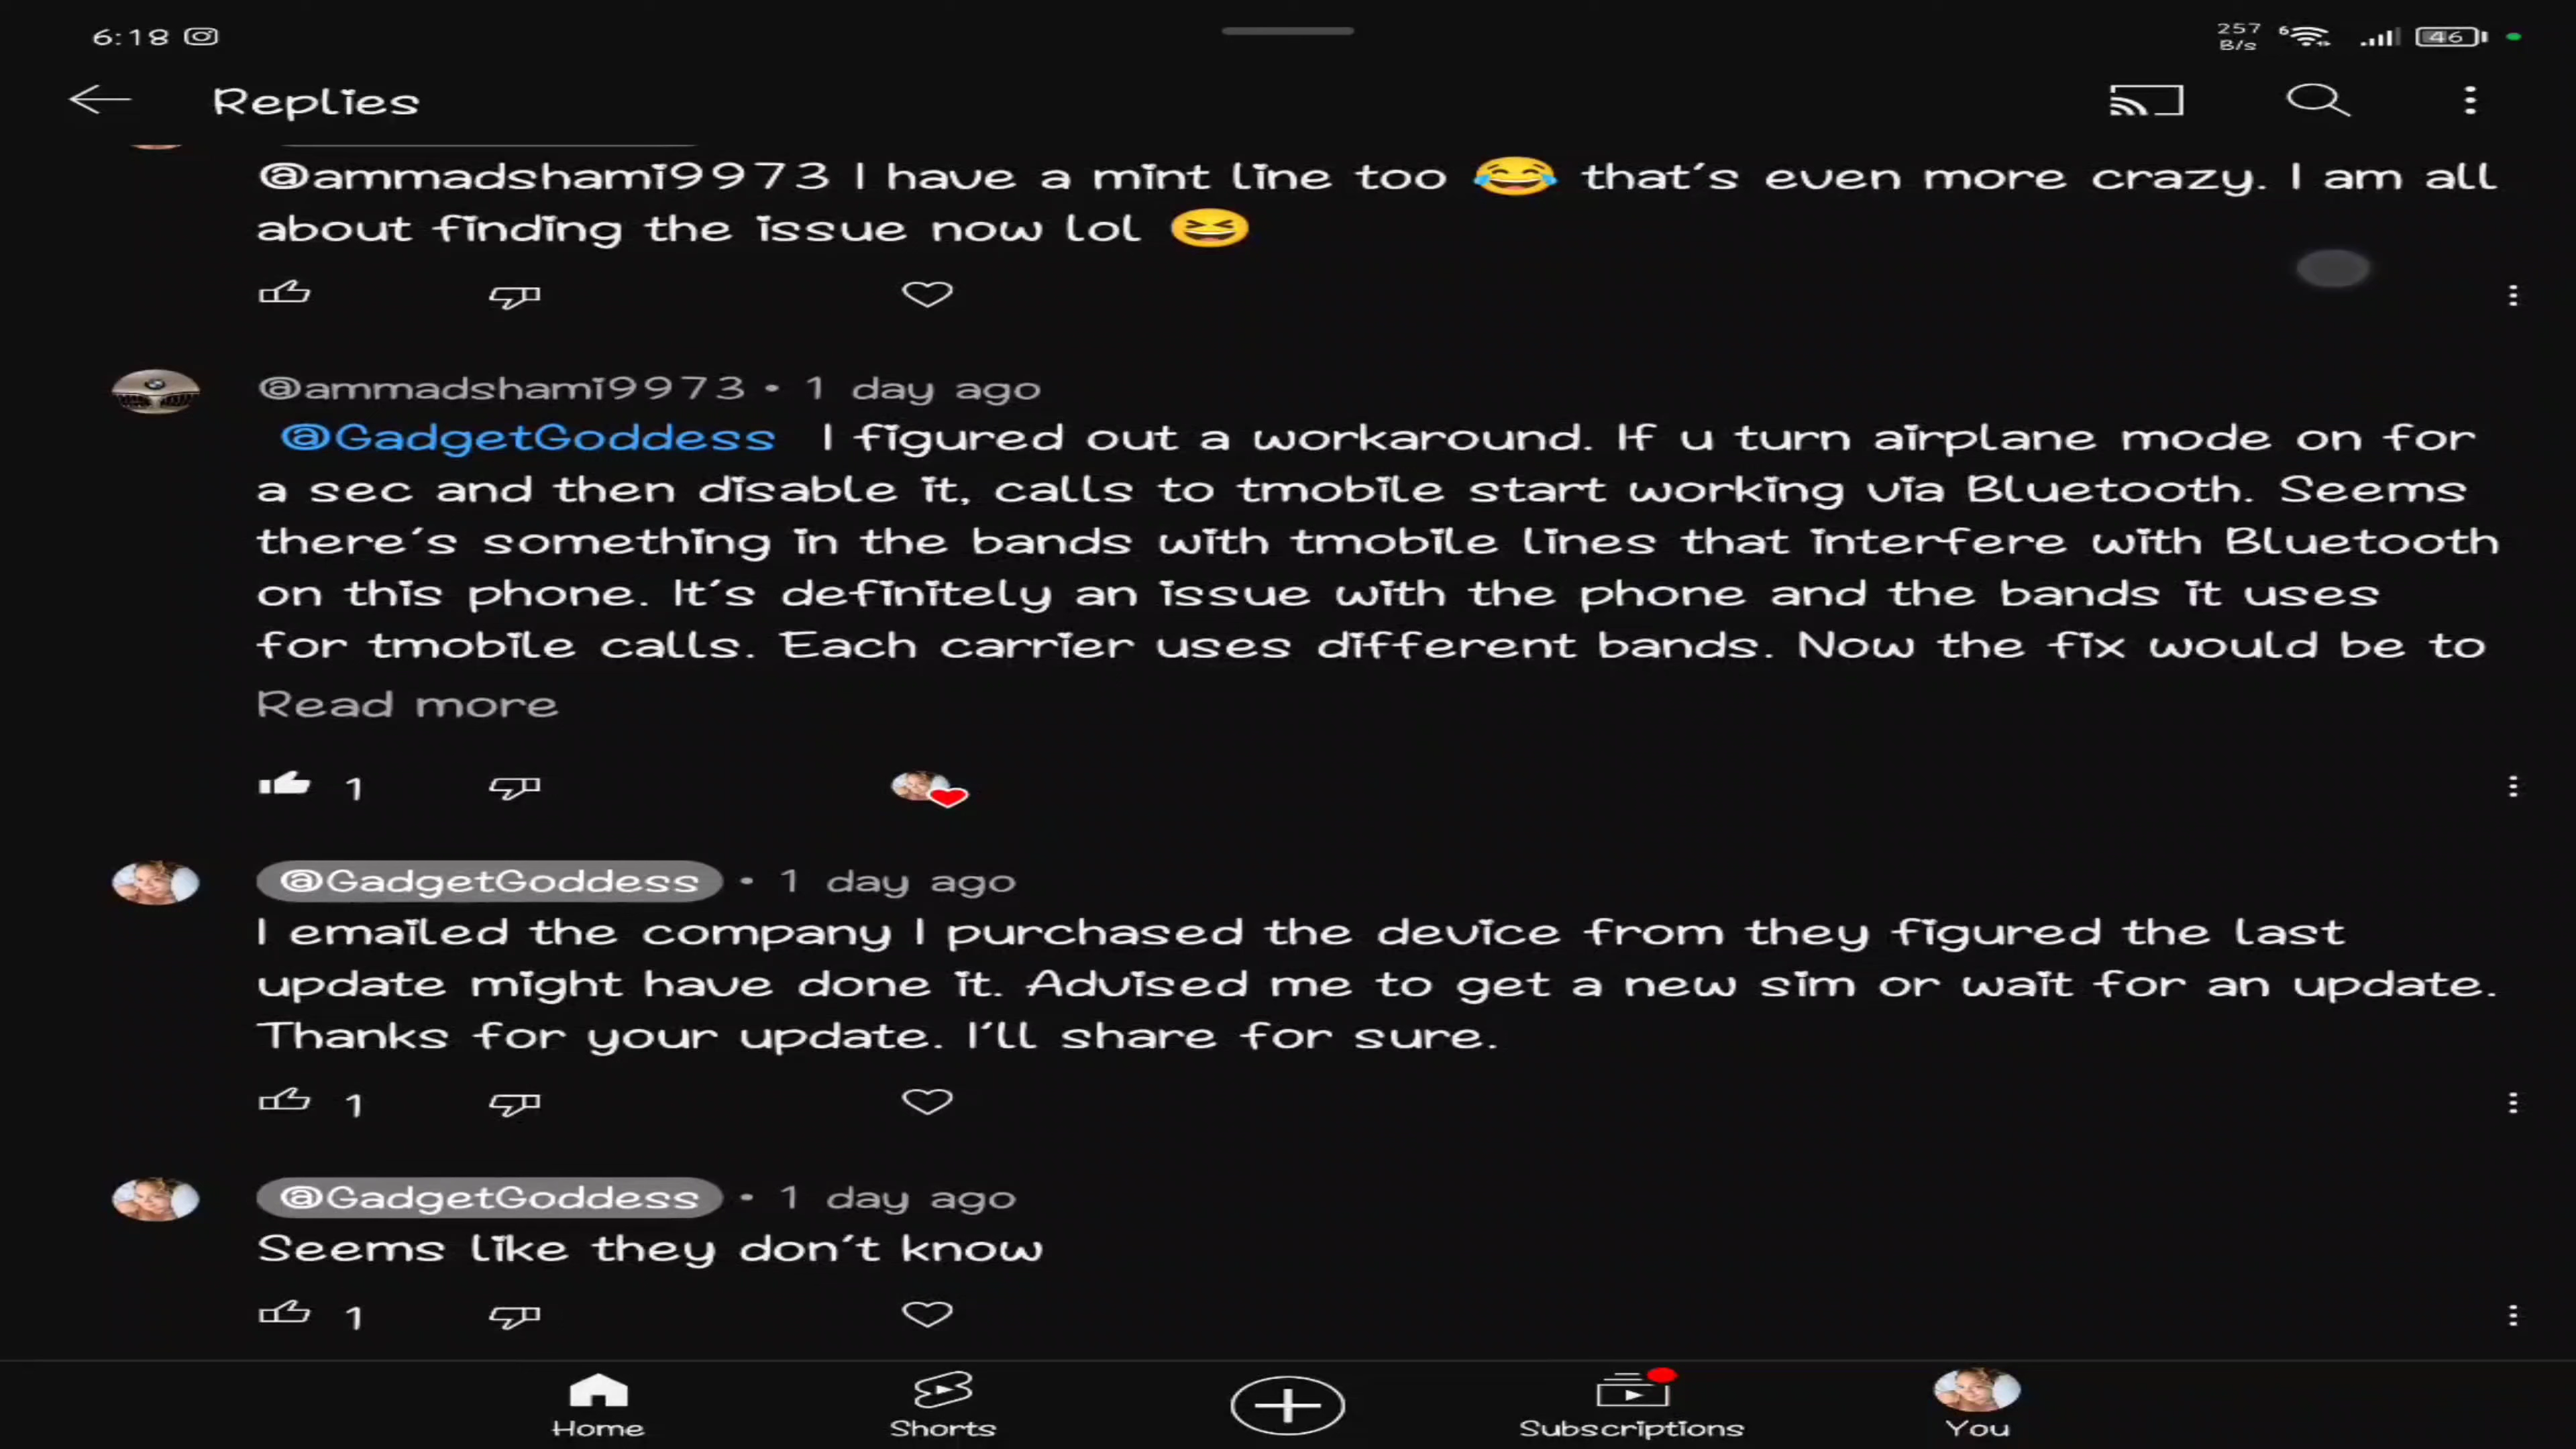 6:18
257
B/s
6
46
Replies
@ammadshami9973 I have a mint line too 😂 that's even more crazy. I am all
about finding the issue now lol 😆
@ammadshami9973 • 1 day ago
@GadgetGoddess I figured out a workaround. If u turn airplane mode on for
a sec and then disable it, calls to tmobile start working via Bluetooth. Seems
there's something in the bands with tmobile lines that interfere with Bluetooth
on this phone. It's definitely an issue with the phone and the bands it uses
for tmobile calls. Each carrier uses different bands. Now the fix would be to
Read more
1
@GadgetGoddess • 1 day ago
I emailed the company I purchased the device from they figured the last
update might have done it. Advised me to get a new sim or wait for an update.
Thanks for your update. I'll share for sure.
1
@GadgetGoddess • 1 day ago
Seems like they don't know
1
Home
Shorts
Subscriptions
You